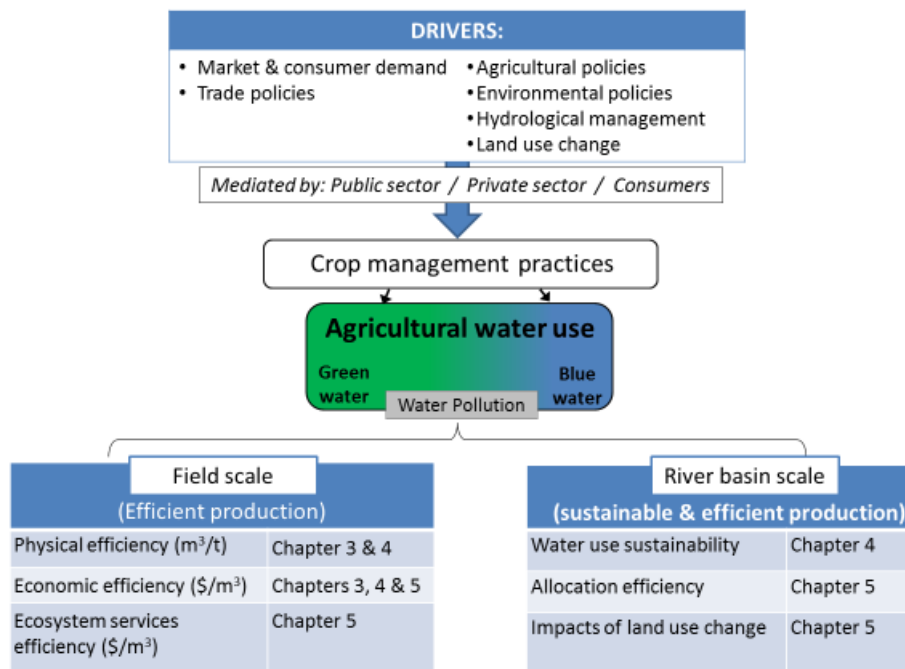 DRIVERS:
• Market & consumer demand
• Trade policies
•Agricultural policies
•Environmental policies
•Hydrological management
•Land use change
Mediated by: Public sector / Private sector / Consumers
Crop management practices
Agricultural water use
Green
water
Blue
water
Water Pollution
Field scale
(Efficient production)
Physical efficiency (m³/t) Chapter 3 & 4
Economic efficiency ($/m³) Chapters 3, 4 & 5
Ecosystem services
efficiency ($/m³)
Chapter 5
River basin scale
(sustainable & efficient production)
Water use sustainability Chapter 4
Allocation efficiency Chapter 5
Impacts of land use change Chapter 5